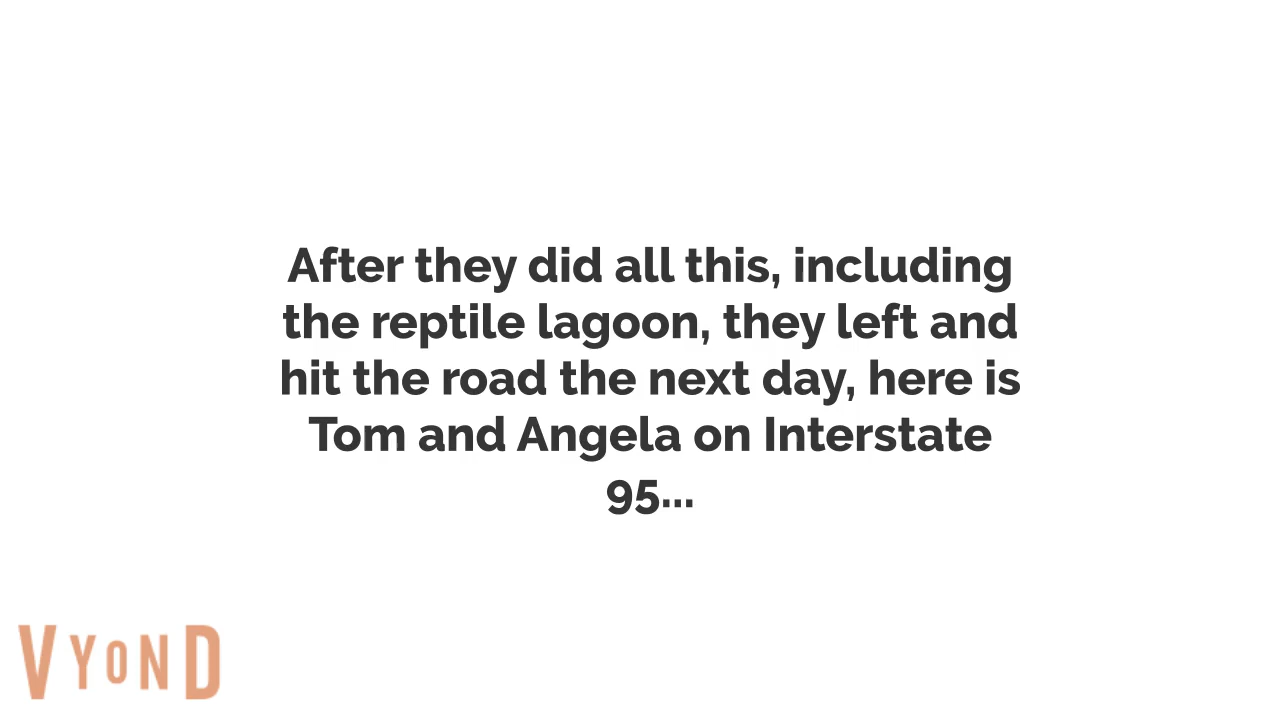 After they did all this, including
the reptile lagoon, they left and
hit the road the next day, here is
Tom and Angela on Interstate
95...
VYOND